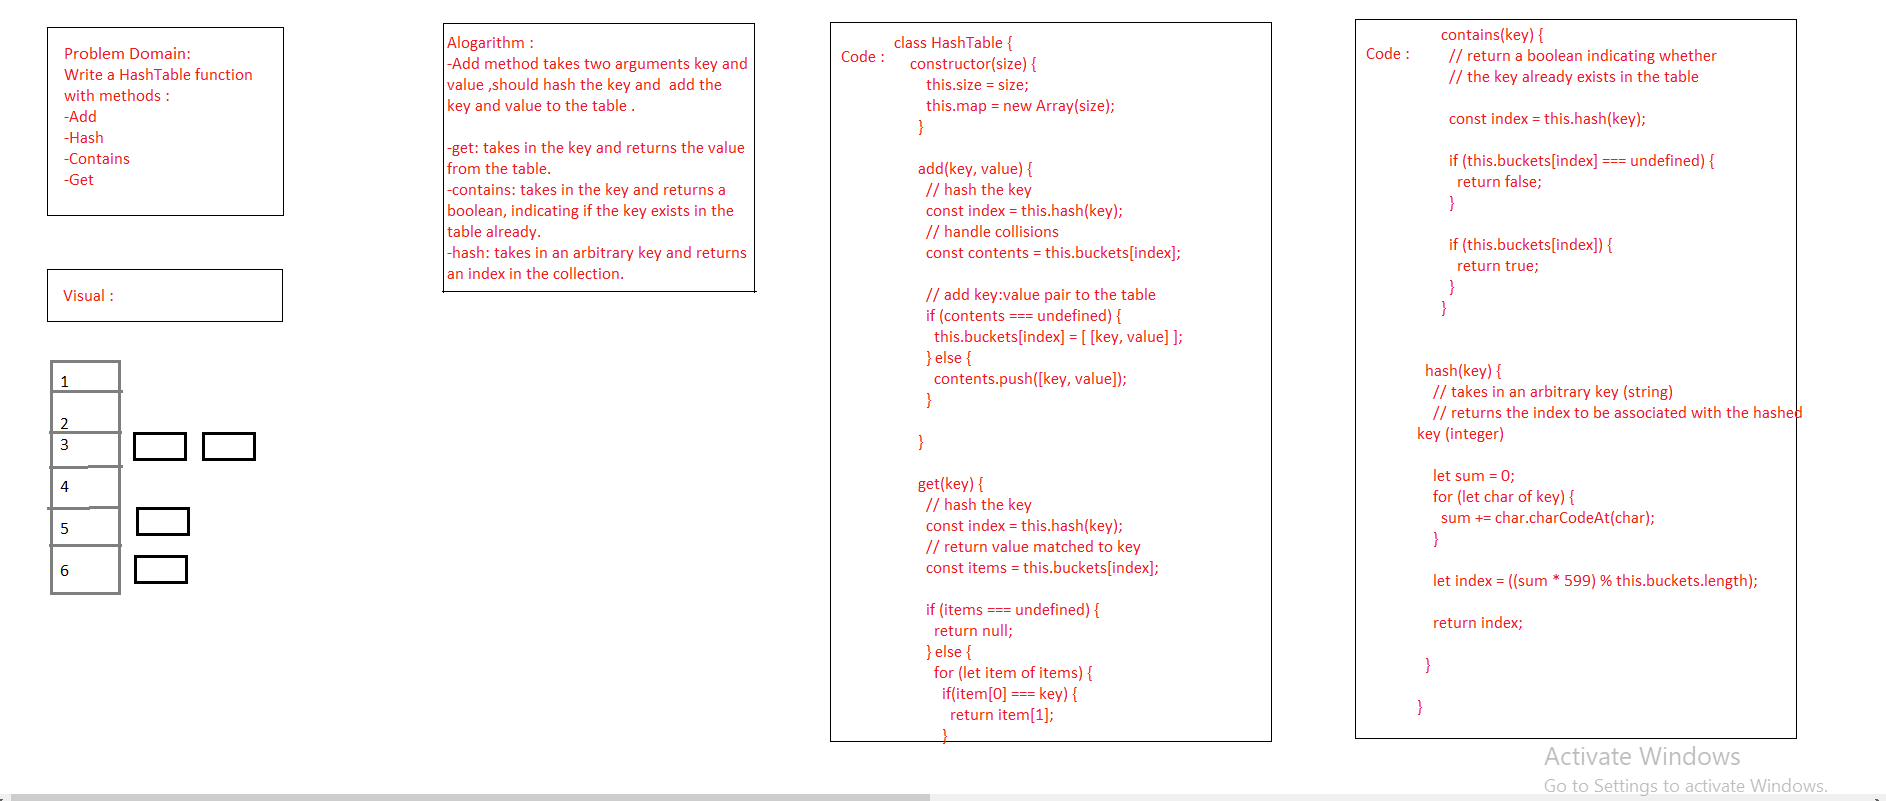 Problem Domain:
Write a HashTable function
with methods :
-Add
-Hash
-Contains
-Get
Visual :
1
2
3
4
5
6
Alogarithm :
-Add method takes two arguments key and
value ,should hash the key and  add the
key and value to the table .
-get: takes in the key and returns the value
from the table.
-contains: takes in the key and returns a
boolean, indicating if the key exists in the
table already.
-hash: takes in an arbitrary key and returns
an index in the collection.
Code :
class HashTable {
constructor(size) {
this.size = size;
this.map = new Array(size);
}
add(key, value) {
// hash the key
const index = this.hash(key);
// handle collisions
const contents = this.buckets[index];
// add key:value pair to the table
if (contents === undefined) {
this.buckets[index] = [ [key, value] ];
} else {
contents.push([key, value]);
}
}
get(key) {
// hash the key
const index = this.hash(key);
// return value matched to key
const items = this.buckets[index];
if (items === undefined) {
return null;
} else {
for (let item of items) {
if(item[0] === key) {
return item[1];
}
Code :
contains(key) {
// return a boolean indicating whether
// the key already exists in the table
const index = this.hash(key);
if (this.buckets[index] === undefined) {
return false;
}
if (this.buckets[index]) {
return true;
}
}
hash(key) {
// takes in an arbitrary key (string)
// returns the index to be associated with the hashed
key (integer)
let sum = 0;
for (let char of key) {
sum += char.charCodeAt(char);
}
let index = ((sum * 599) % this.buckets.length);
return index;
}
}
Activate Windows
Go to Settings to activate Windows.